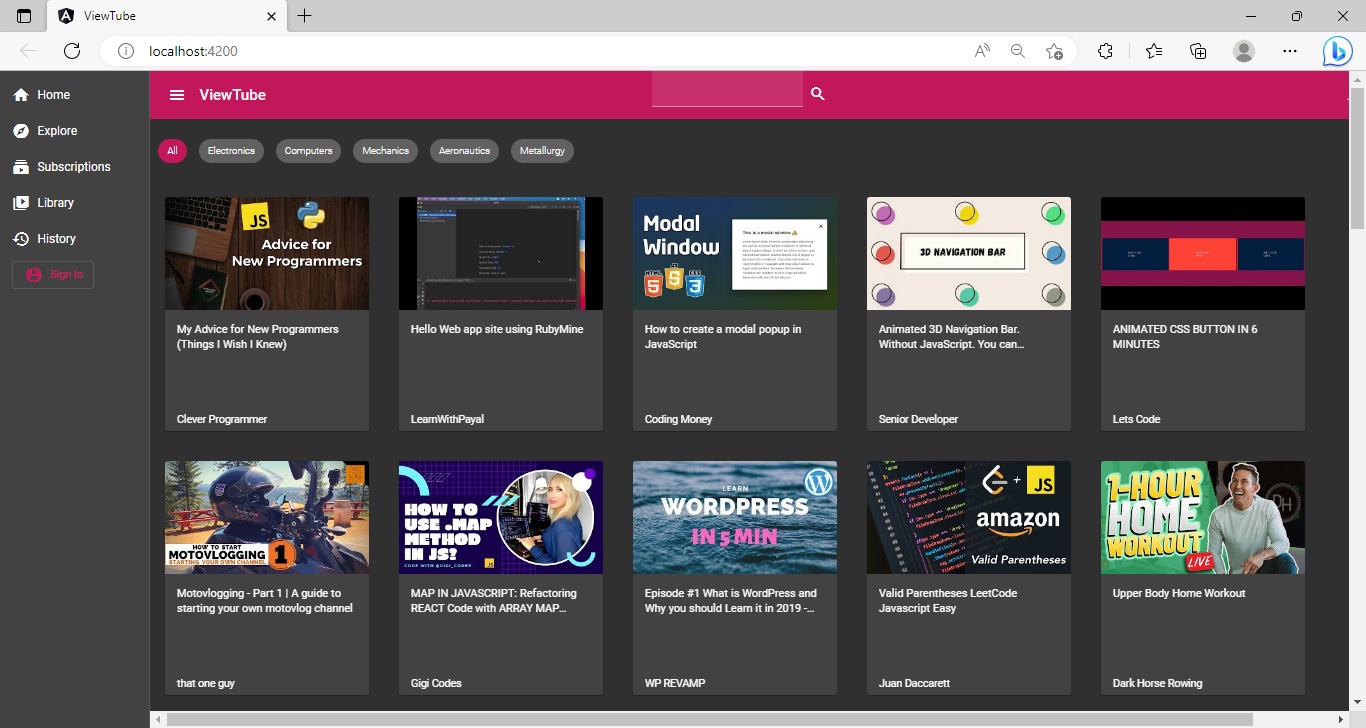 ViewTube
localhost:4200
Home
ViewTube
Explore
Subscriptions
Library
History
Sign In
All
Electronics
Computers
Mechanics
Aeronautics
Metallurgy
JS
Advice for
New Programmers
My Advice for New Programmers
(Things I Wish I Knew)
Clever Programmer
Hello Web app site using RubyMine
LearnWithPayal
Modal
Window
HTML
CSS
5
5
3
This is a modal window
How to create a modal popup in
JavaScript
Coding Money
3D NAVIGATION BAR
Animated 3D Navigation Bar.
Without JavaScript. You can...
Senior Developer
ANIMATED CSS BUTTON IN 6
MINUTES
Lets Code
HOW TO START
MOTOVLOGGING
STARTING YOUR OWN CHANNEL
1
Motovlogging - Part 1 | A guide to
starting your own motovlog channel
that one guy
HOW TO
USE .MAP
METHOD
IN JS?
CODE WITH @GIGI_CODES
MAP IN JAVASCRIPT: Refactoring
REACT Code with ARRAY MAP...
Gigi Codes
LEARN
WORDPRESS
IN 5 MIN
Episode #1 What is WordPress and
Why you should Learn it in 2019 -...
WP REVAMP
+ JS
amazon
Valid Parentheses
Valid Parentheses LeetCode
Javascript Easy
Juan Daccarett
1-HOUR
HOME
WORKOUT
LIVE
DH
Upper Body Home Workout
Dark Horse Rowing